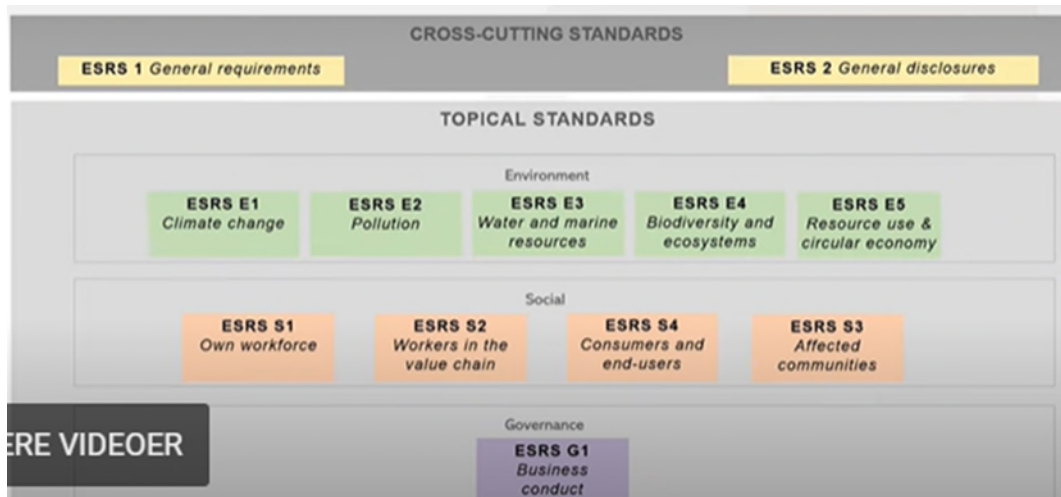 CROSS-CUTTING STANDARDS
ESRS 1 General requirements
ESRS 2 General disclosures
TOPICAL STANDARDS
Environment
ESRS E1
Climate change
ESRS E2
Pollution
ESRS E3
Water and marine
resources
ESRS E4
Biodiversity and
ecosystems
ESRS E5
Resource use &
circular economy
Social
ESRS S1
Own workforce
ESRS S2
Workers in the
value chain
ESRS S4
Consumers and
end-users
ESRS S3
Affected
communities
Governance
ESRS G1
Business
conduct
ERE VIDEOER